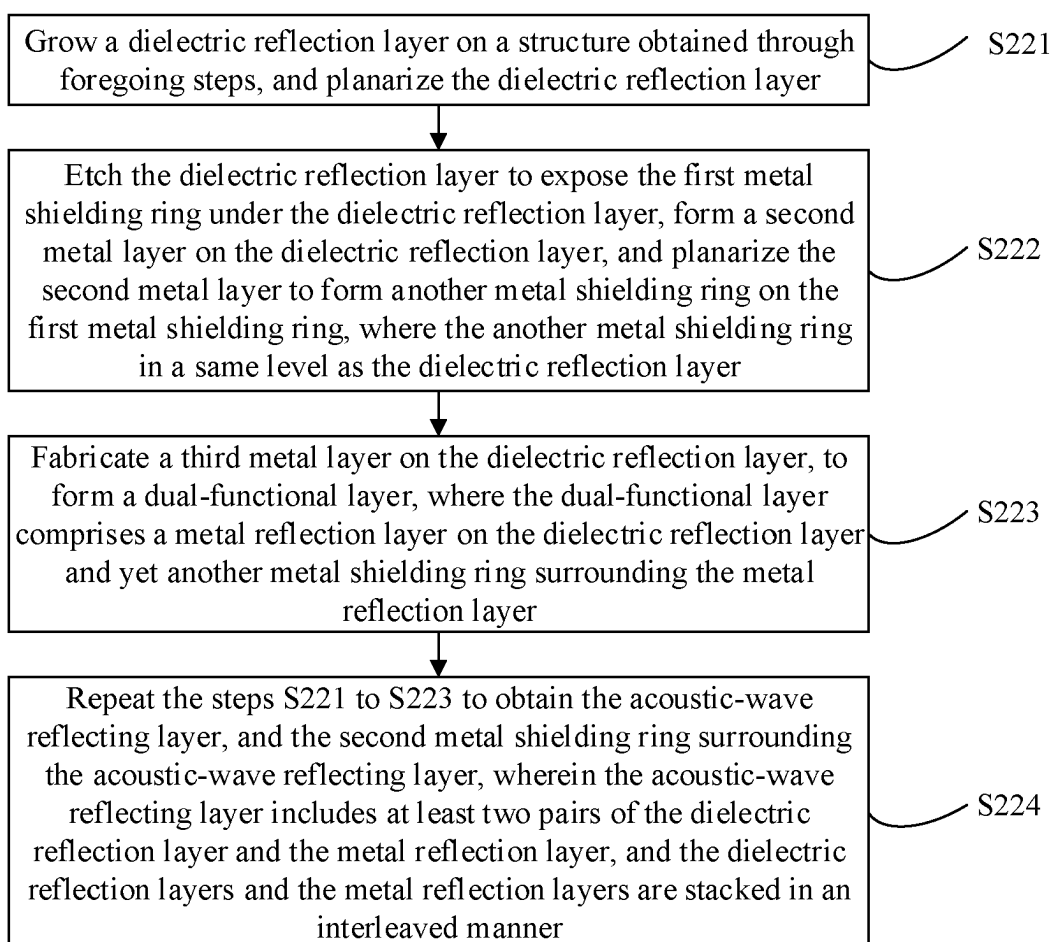 Grow a dielectric reflection layer on a structure obtained through
foregoing steps, and planarize the dielectric reflection layer
S221
Etch the dielectric reflection layer to expose the first metal
shielding ring under the dielectric reflection layer, form a second
metal layer on the dielectric reflection layer, and planarize the
second metal layer to form another metal shielding ring on the
first metal shielding ring, where the another metal shielding ring
in a same level as the dielectric reflection layer
S222
Fabricate a third metal layer on the dielectric reflection layer, to
form a dual-functional layer, where the dual-functional layer
comprises a metal reflection layer on the dielectric reflection layer
and yet another metal shielding ring surrounding the metal
reflection layer
S223
Repeat the steps S221 to S223 to obtain the acoustic-wave
reflecting layer, and the second metal shielding ring surrounding
the acoustic-wave reflecting layer, wherein the acoustic-wave
reflecting layer includes at least two pairs of the dielectric
reflection layer and the metal reflection layer, and the dielectric
reflection layers and the metal reflection layers are stacked in an
interleaved manner
S224